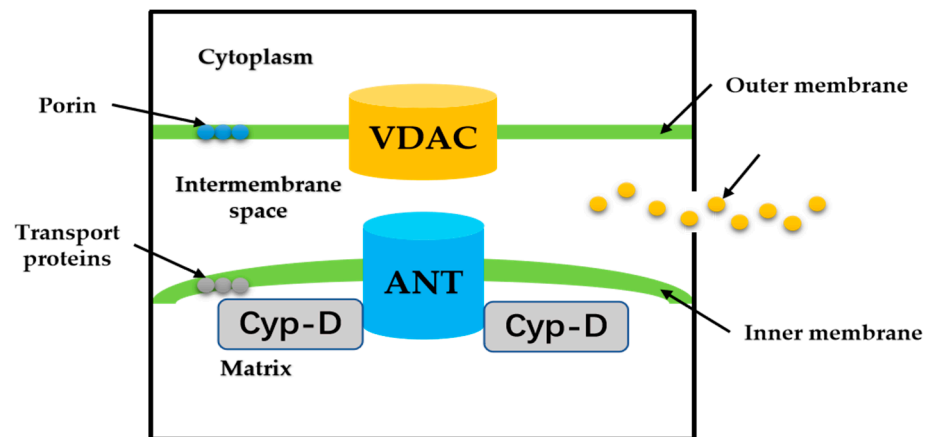 Cytoplasm
Porin
VDAC
Outer membrane
Intermembrane
space
Transport
proteins
ANT
Cyp-D
Cyp-D
Inner membrane
Matrix